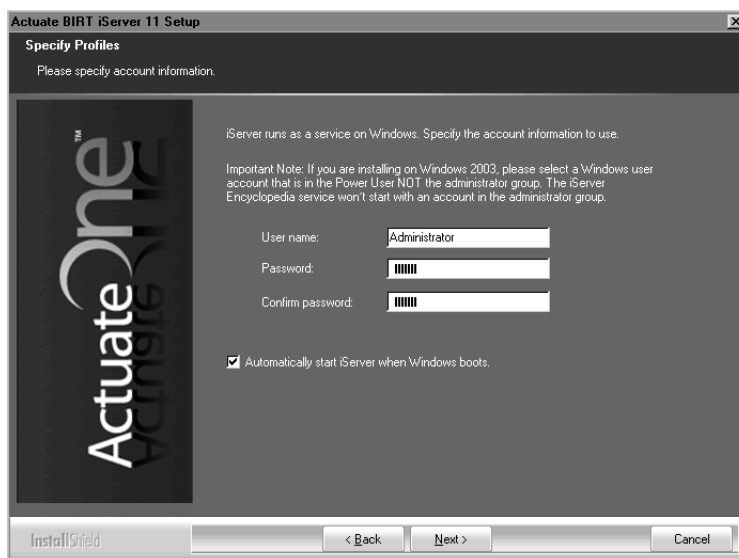 Actuate BIRT iServer 11 Setup
Specify Profiles
Please specify account information.
ActuateOne™
iServer runs as a service on Windows. Specify the account information to use.
Important Note: If you are installing on Windows 2003, please select a Windows user
account that is in the Power User NOT the administrator group. The iServer
Encyclopedia service won't start with an account in the administrator group.
User name: Administrator
Password:
Confirm password:
Automatically start iServer when Windows boots.
InstallShield
< Back Next > Cancel